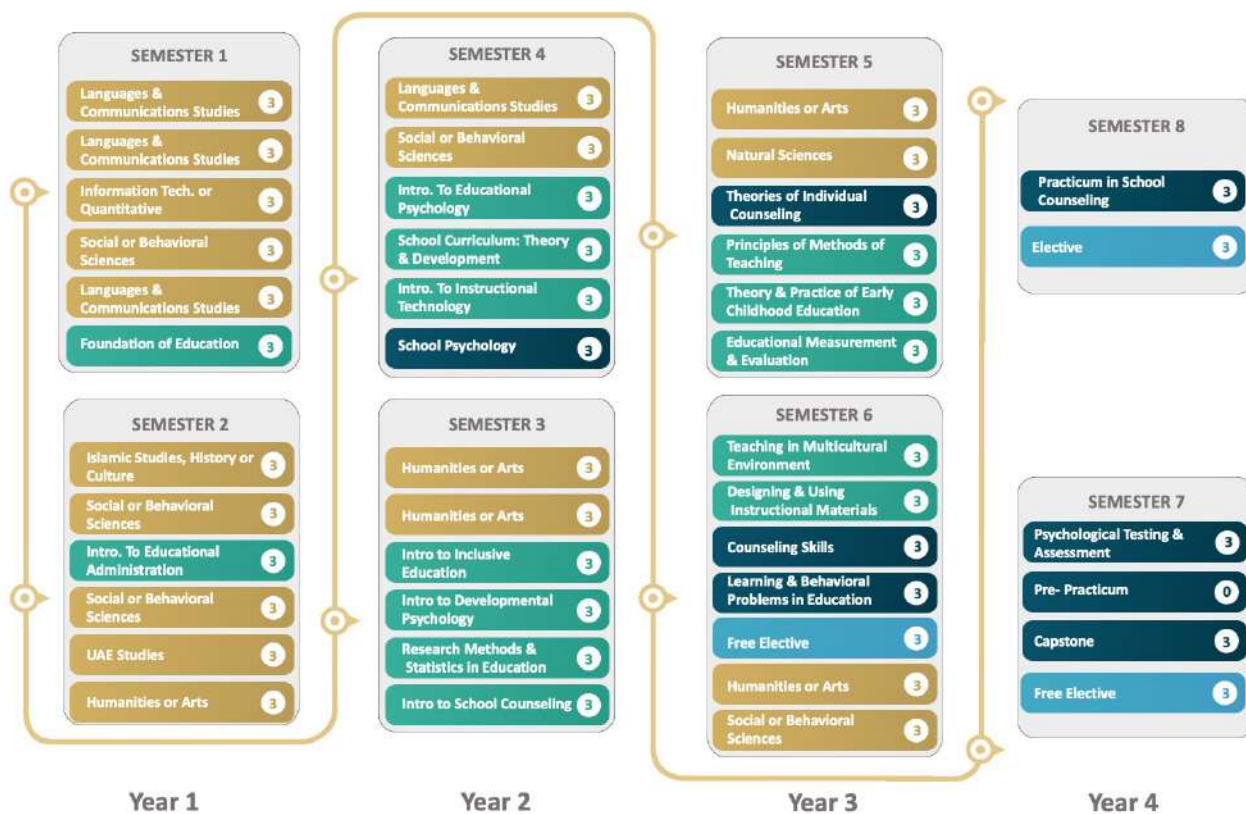 SEMESTER 1
Languages &
Communications Studies
3
Languages &
Communications Studies
3
Information Tech. or
Quantitative
3
Social or Behavioral
Sciences
3
Languages &
Communications Studies
3
Foundation of Education
3
SEMESTER 2
Islamic Studies, History or
Culture
3
Social or Behavioral
Sciences
3
Intro. To Educational
Administration
3
Social or Behavioral
Sciences
3
UAE Studies
3
Humanities or Arts
3
Year 1
SEMESTER 4
Languages &
Communications Studies
3
Social or Behavioral
Sciences
3
Intro. To Educational
Psychology
3
School Curriculum: Theory
& Development
3
Intro. To Instructional
Technology
3
School Psychology
3
SEMESTER 3
Humanities or Arts
3
Humanities or Arts
3
Intro to Inclusive
Education
3
Intro to Developmental
Psychology
3
Research Methods &
Statistics in Education
3
Intro to School Counseling
3
Year 2
SEMESTER 5
Humanities or Arts
3
Natural Sciences
3
Theories of Individual
Counseling
3
Principles of Methods of
Teaching
3
Theory & Practice of Early
Childhood Education
3
Educational Measurement
& Evaluation
3
SEMESTER 6
Teaching in Multicultural
Environment
3
Designing & Using
Instructional Materials
3
Counseling Skills
3
Learning & Behavioral
Problems in Education
3
Free Elective
3
Humanities or Arts
3
Social or Behavioral
Sciences
3
Year 3
SEMESTER 8
Practicum in School
Counseling
3
Elective
3
SEMESTER 7
Psychological Testing &
Assessment
3
Pre- Practicum
0
Capstone
3
Free Elective
3
Year 4